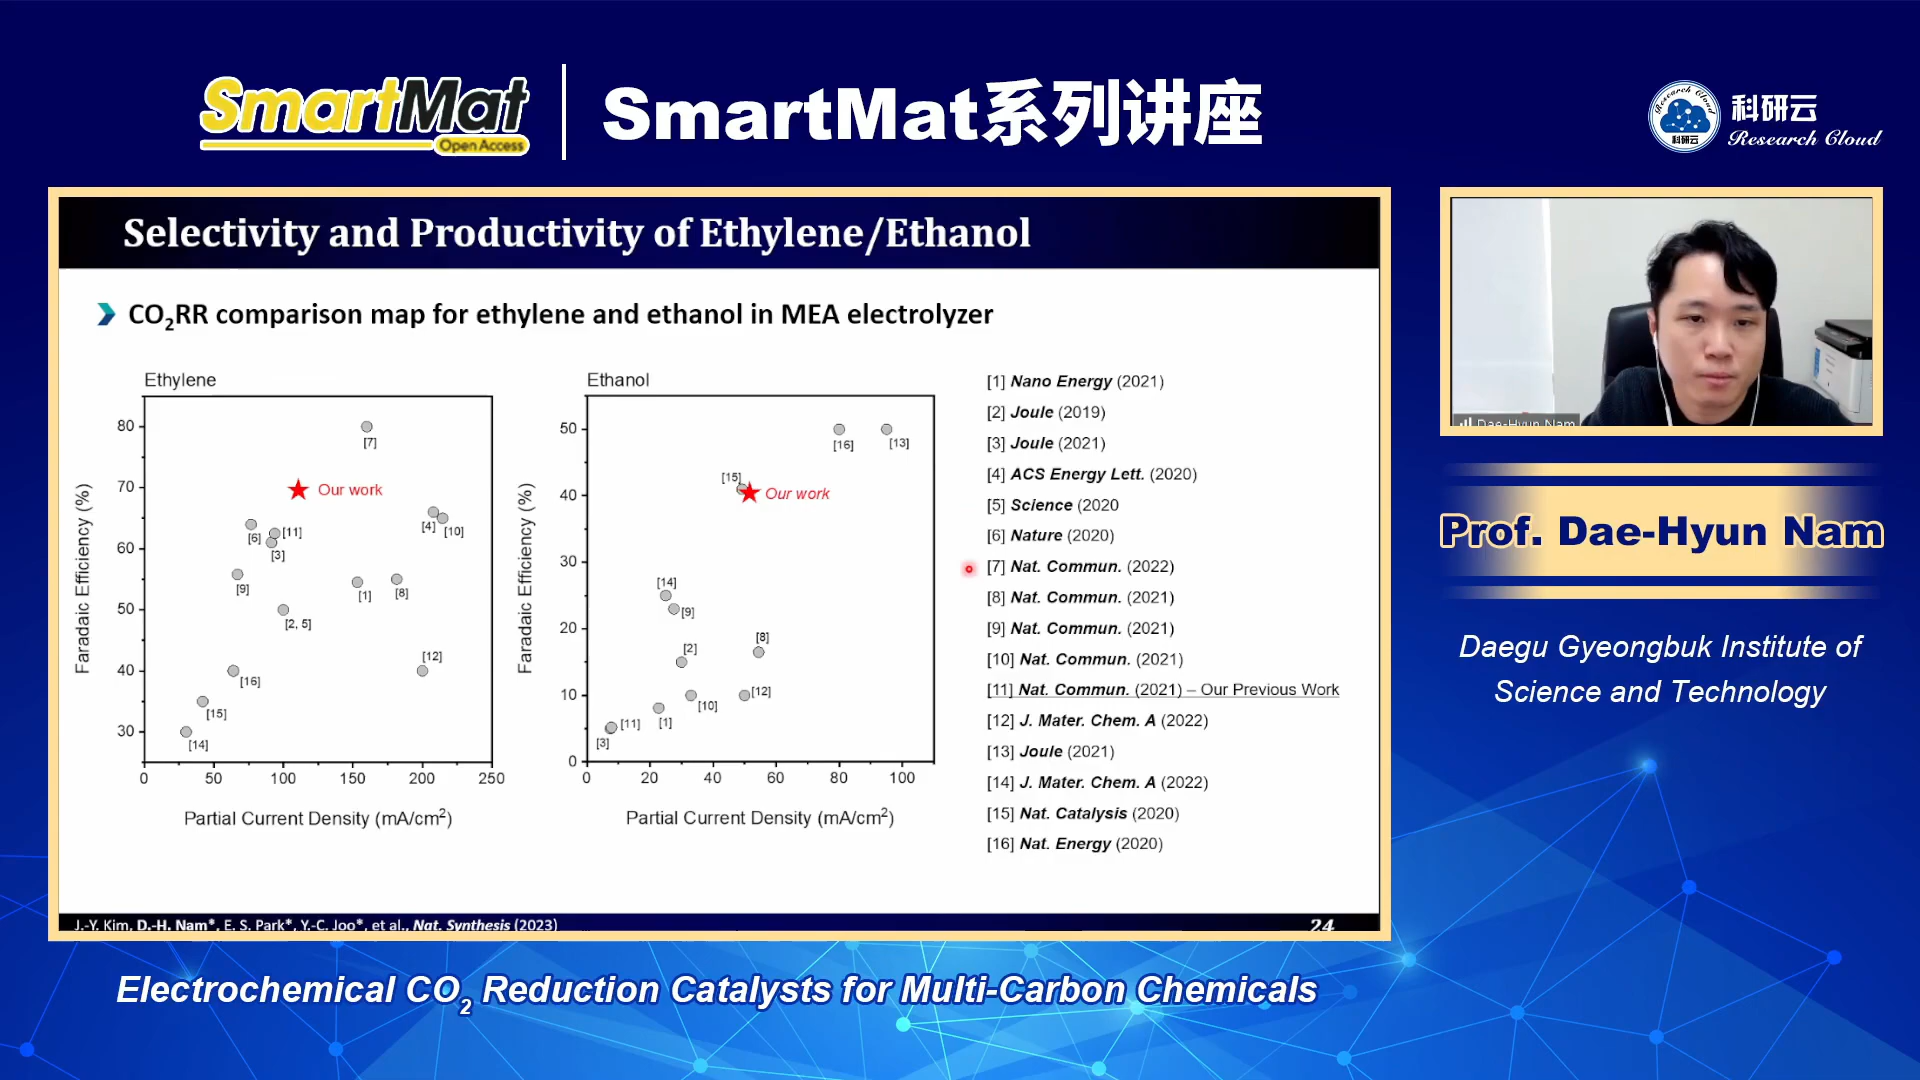 SmartMat
Open Access
SmartMat系列讲座
Research Cloud
科研云
科研云
Research Cloud
Selectivity and Productivity of Ethylene/Ethanol
CO2RR comparison map for ethylene and ethanol in MEA electrolyzer
Ethylene
Faradaic Efficiency (%)
80
70
60
50
40
30
[7]
Our work
[4]
[10]
[6]
[11]
[3]
[9]
[1]
[8]
[2, 5]
[12]
[16]
[15]
[14]
0 50 100 150 200 250
Partial Current Density (mA/cm2)
Ethanol
Faradaic Efficiency (%)
50
40
30
20
10
0
[16]
[13]
[15]
Our work
[14]
[9]
[8]
[2]
[12]
[10]
[11]
[1]
[3]
0 20 40 60 80 100
Partial Current Density (mA/cm2)
[1] Nano Energy (2021)
[2] Joule (2019)
[3] Joule (2021)
[4] ACS Energy Lett. (2020)
[5] Science (2020
[6] Nature (2020)
[7] Nat. Commun. (2022)
[8] Nat. Commun. (2021)
[9] Nat. Commun. (2021)
[10] Nat. Commun. (2021)
[11] Nat. Commun. (2021) – Our Previous Work
[12] J. Mater. Chem. A (2022)
[13] Joule (2021)
[14] J. Mater. Chem. A (2022)
[15] Nat. Catalysis (2020)
[16] Nat. Energy (2020)
J.-Y. Kim, D.-H. Nam*, E. S. Park*, Y.-C. Joo*, et al., Nat. Synthesis (2023)
24
Dae-Hyun Nam
Prof. Dae-Hyun Nam
Daegu Gyeongbuk Institute of
Science and Technology
Electrochemical CO2 Reduction Catalysts for Multi-Carbon Chemicals